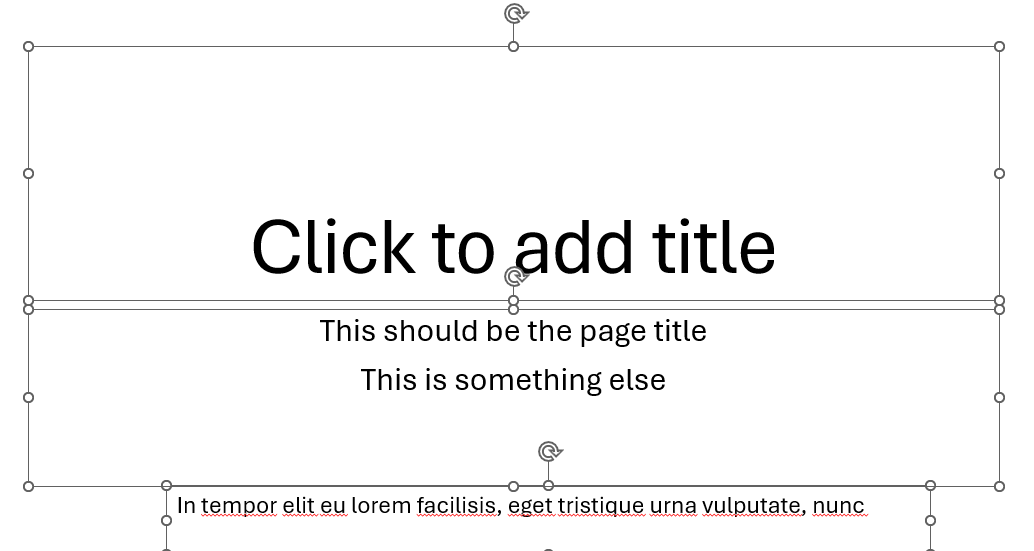 Click to add title
This should be the page title
This is something else
In tempor elit eu lorem facilisis, eget tristique urna vulputate, nunc